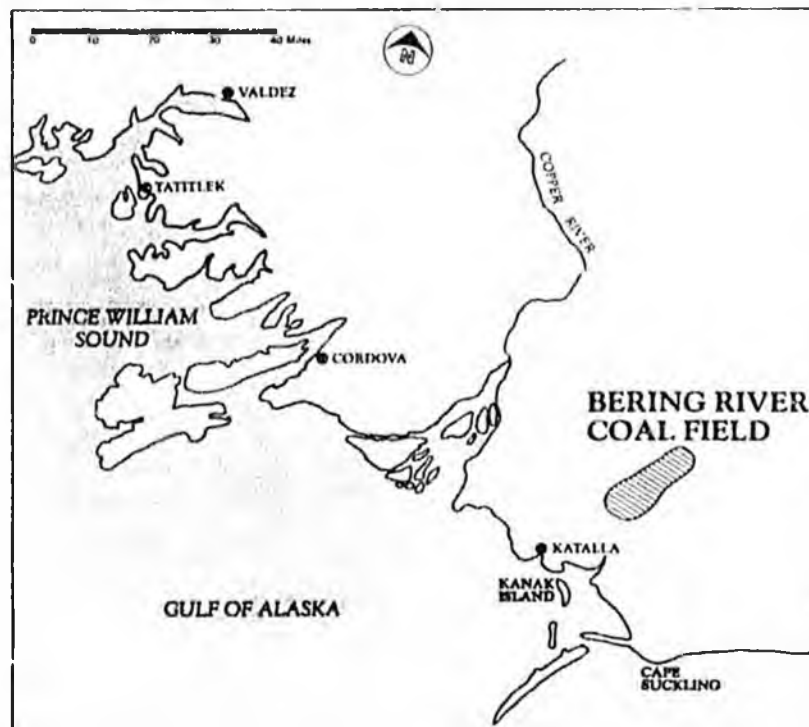 0 10 20 30 40 Miles
N
VALDEZ
TATITLEK
COPPER
RIVER
PRINCE WILLIAM
SOUND
CORDOVA
BERING RIVER
COAL FIELD
KATALLA
KANAK
ISLAND
GULF OF ALASKA
CAPE
SUCKLING